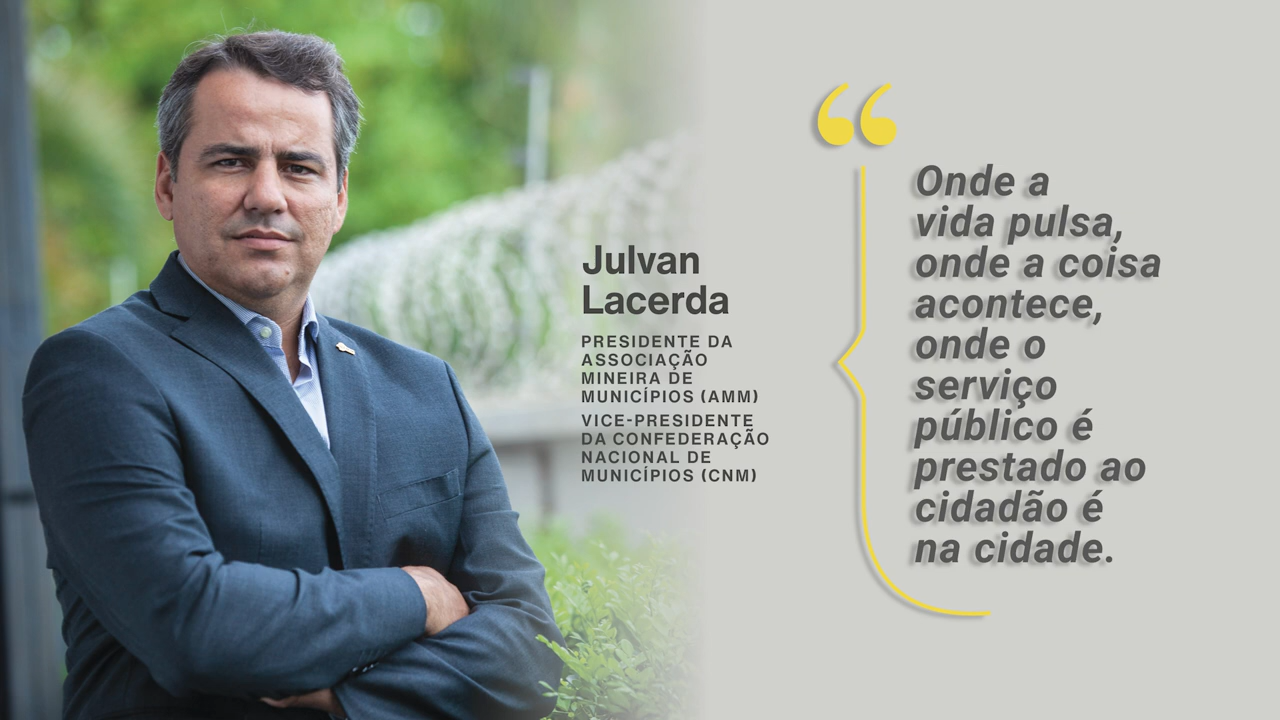 Julvan
Lacerda
PRESIDENTE DA
ASSOCIAÇÃO
MINEIRA DE
MUNICÍPIOS (AMM)
VICE-PRESIDENTE
DA CONFEDERAÇÃO
NACIONAL DE
MUNICÍPIOS (CNM)
“
Onde a
vida pulsa,
onde a coisa
acontece,
onde o
serviço
público é
prestado ao
cidadão é
na cidade.